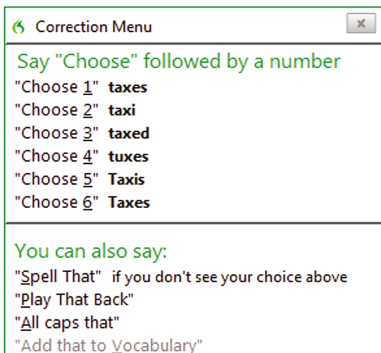 Correction Menu
Say "Choose" followed by a number
"Choose 1" taxes
"Choose 2" taxi
"Choose 3" taxed
"Choose 4" tuxes
"Choose 5" Taxis
"Choose 6" Taxes
You can also say:
"Spell That" if you don't see your choice above
"Play That Back"
"All caps that"
"Add that to Vocabulary"